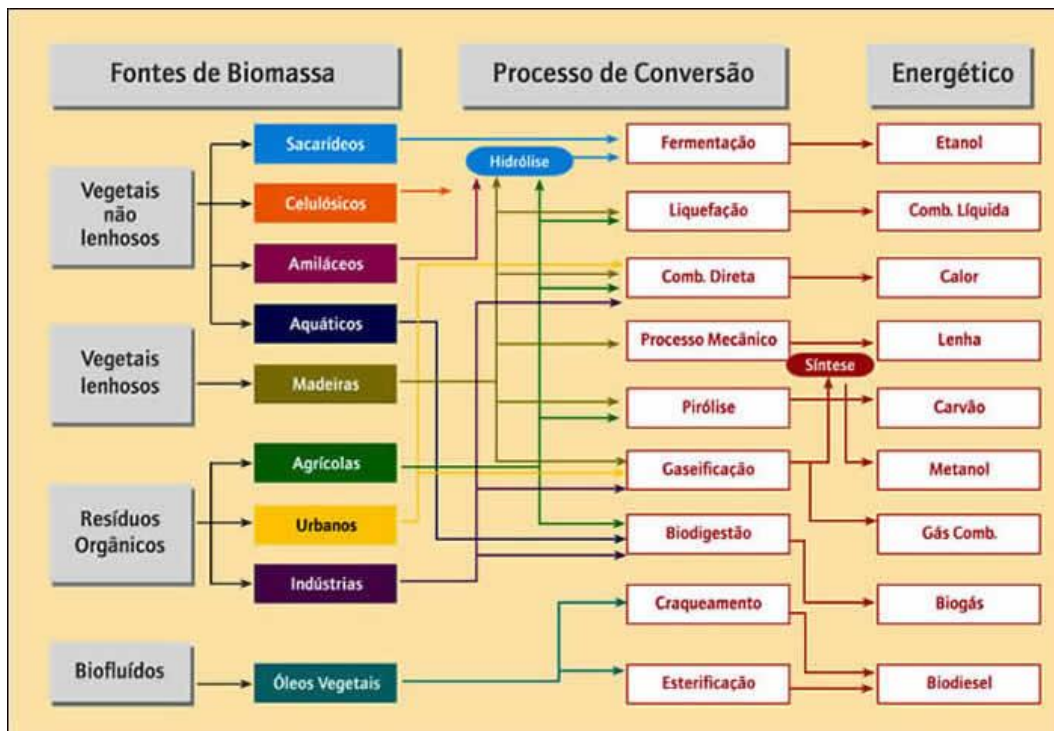 Fontes de Biomassa
Processo de Conversão
Energético
Vegetais
não
lenhosos
Sacarídeos
Celulósicos
Amiláceos
Aquáticos
Vegetais
lenhosos
Madeiras
Resíduos
Orgânicos
Agrícolas
Urbanos
Indústrias
Biofluídos
Óleos Vegetais
Hidrólise
Fermentação
Liquefação
Comb. Direta
Processo Mecânico
Síntese
Pirólise
Gaseificação
Biodigestão
Craqueamento
Esterificação
Etanol
Comb. Líquida
Calor
Lenha
Carvão
Metanol
Gás Comb.
Biogás
Biodiesel